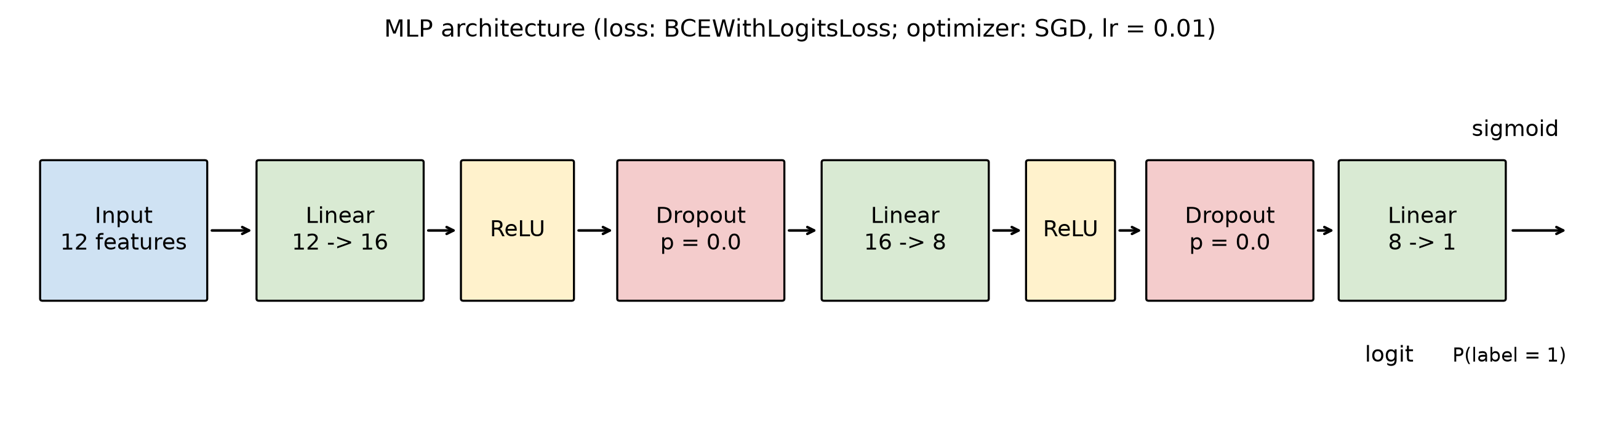 MLP architecture (loss: BCEWithLogitsLoss; optimizer: SGD, lr = 0.01)
sigmoid
Input
12 features
Linear
12 -> 16
ReLU
Dropout
p = 0.0
Linear
16 -> 8
ReLU
Dropout
p = 0.0
Linear
8 -> 1
logit
P(label = 1)